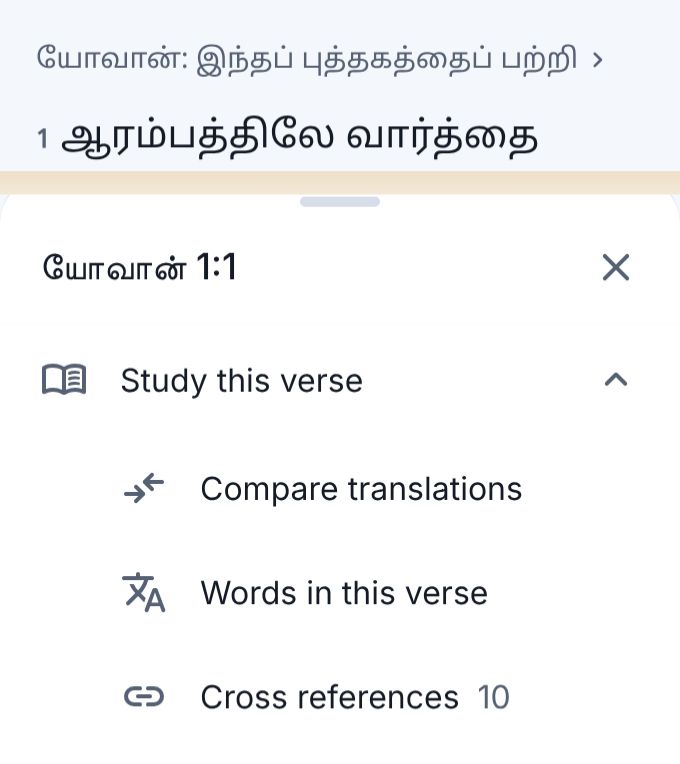 யோவான்: இந்தப் புத்தகத்தைப் பற்றி
1 ஆரம்பத்திலே வார்த்தை
யோவான் 1:1
Study this verse
Compare translations
Words in this verse
Cross references 10